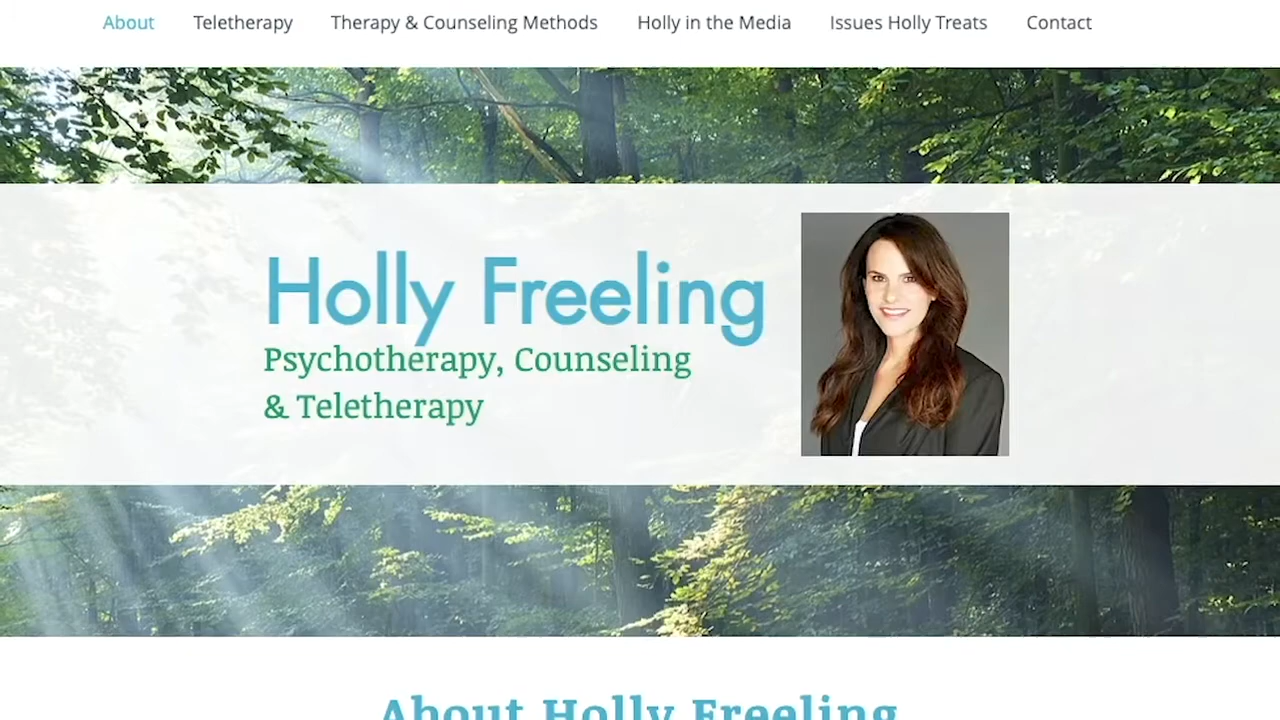 About Teletherapy Therapy & Counseling Methods Holly in the Media Issues Holly Treats Contact
Holly Freeling
Psychotherapy, Counseling
& Teletherapy
About Holly Freeling